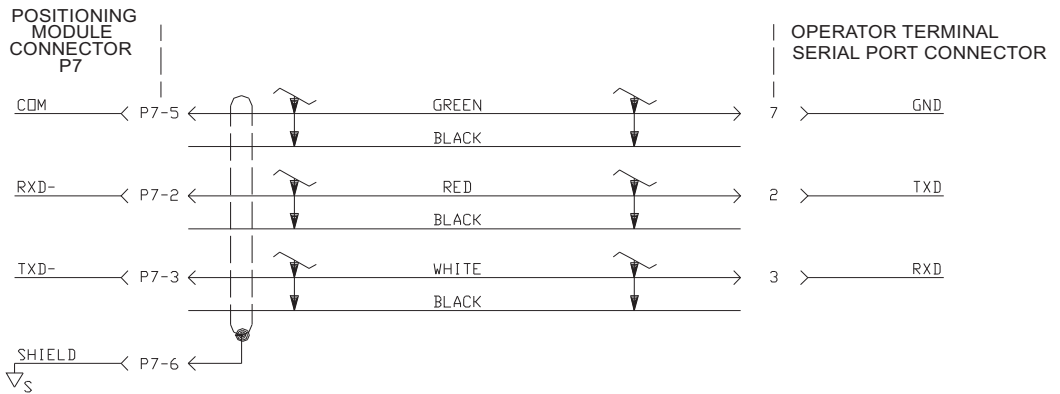 POSITIONING
MODULE
CONNECTOR
P7
OPERATOR TERMINAL
SERIAL PORT CONNECTOR
COM P7-5 GREEN 7 GND
BLACK
RXD- P7-2 RED 2 TXD
BLACK
TXD- P7-3 WHITE 3 RXD
BLACK
SHIELD P7-6
S